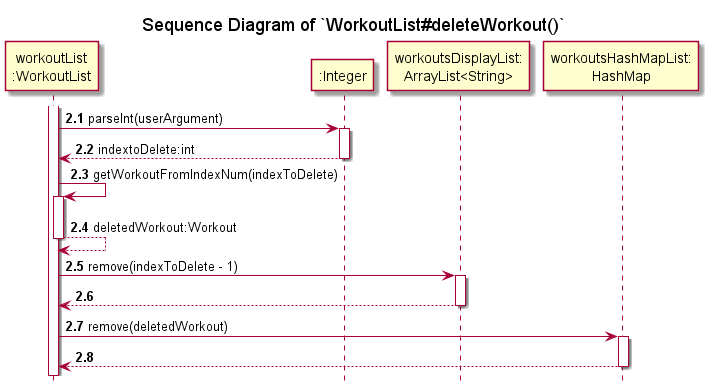 Sequence Diagram of `WorkoutList#deleteWorkout()`
workoutList
:WorkoutList
:Integer
workoutsDisplayList:
ArrayList<String>
workoutsHashMapList:
HashMap
2.1 parseInt(userArgument)
2.2 indextoDelete:int
2.3 getWorkoutFromIndexNum(indexToDelete)
2.4 deletedWorkout:Workout
2.5 remove(indexToDelete - 1)
2.6
2.7 remove(deletedWorkout)
2.8